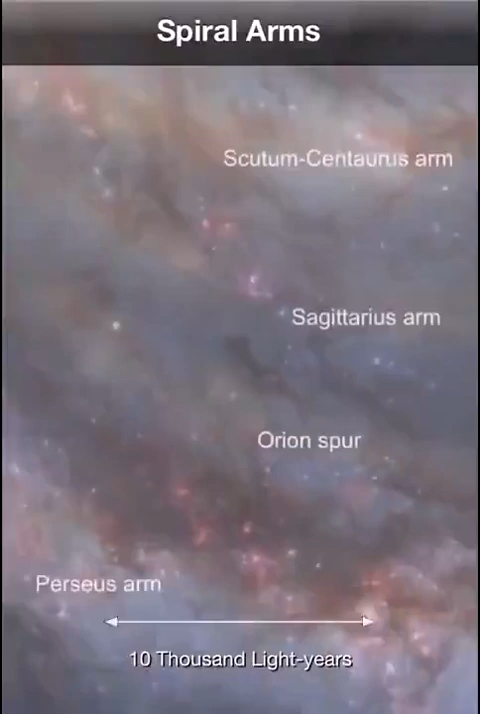 Spiral Arms
Scutum-Centaurus arm
Sagittarius arm
Orion spur
Perseus arm
10 Thousand Light-years